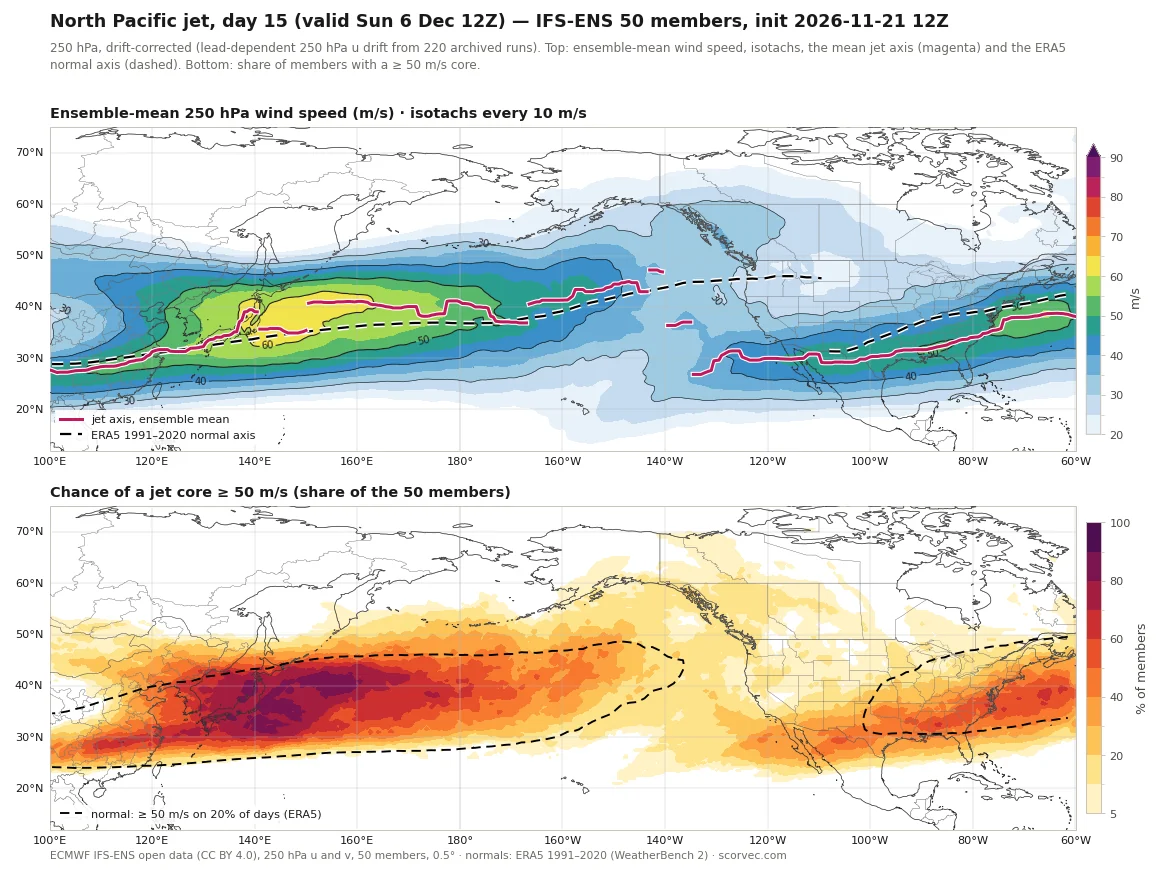 North Pacific jet, day 15 (valid Sun 6 Dec 12Z) — IFS-ENS 50 members, init 2026-11-21 12Z
250 hPa, drift-corrected (lead-dependent 250 hPa u drift from 220 archived runs). Top: ensemble-mean wind speed, isotachs, the mean jet axis (magenta) and the ERA5
normal axis (dashed). Bottom: share of members with a ≥ 50 m/s core.
Ensemble-mean 250 hPa wind speed (m/s) · isotachs every 10 m/s
70°N
60°N
50°N
40°N
30°N
20°N
30
30
50
60
50
40
30
30
50
40
50
jet axis, ensemble mean
ERA5 1991–2020 normal axis
100°E 120°E 140°E 160°E 180° 160°W 140°W 120°W 100°W 80°W 60°W
90
80
70
60
50
40
30
20
m/s
Chance of a jet core ≥ 50 m/s (share of the 50 members)
70°N
60°N
50°N
40°N
30°N
20°N
normal: ≥ 50 m/s on 20% of days (ERA5)
100°E 120°E 140°E 160°E 180° 160°W 140°W 120°W 100°W 80°W 60°W
100
80
60
40
20
5
% of members
ECMWF IFS-ENS open data (CC BY 4.0), 250 hPa u and v, 50 members, 0.5° · normals: ERA5 1991–2020 (WeatherBench 2) · scorvec.com